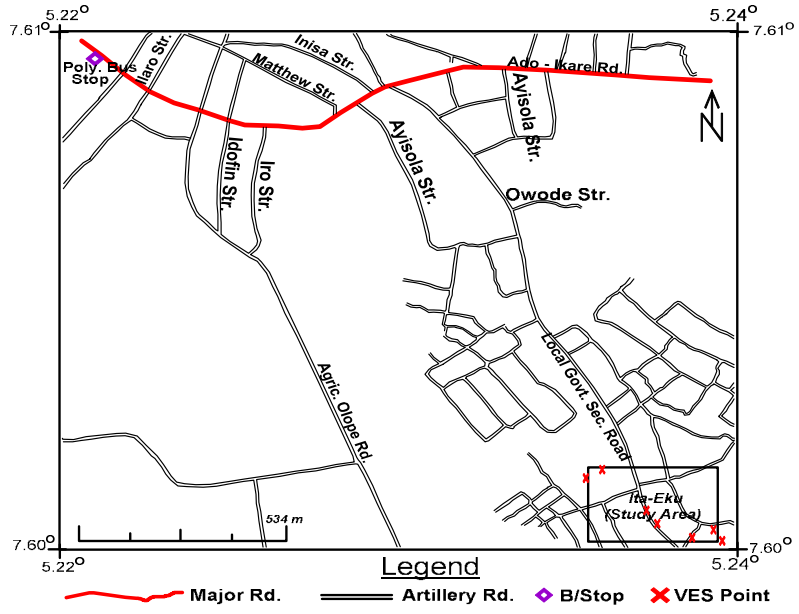 5.22°
5.24°
7.61°
7.61°
Poly. Bus
Stop
Ilaro Str.
Inisa Str.
Matthew Str.
Ado - Ikare Rd.
Ayisola Str.
N
Idofin Str.
Iro Str.
Ayisola Str.
Owode Str.
Local Govt. Sec. Road
Agric. Olope Rd.
Ita-Eku
(Study Area)
534 m
7.60°
7.60°
5.22°
5.24°
Legend
Major Rd.
Artillery Rd.
B/Stop
VES Point